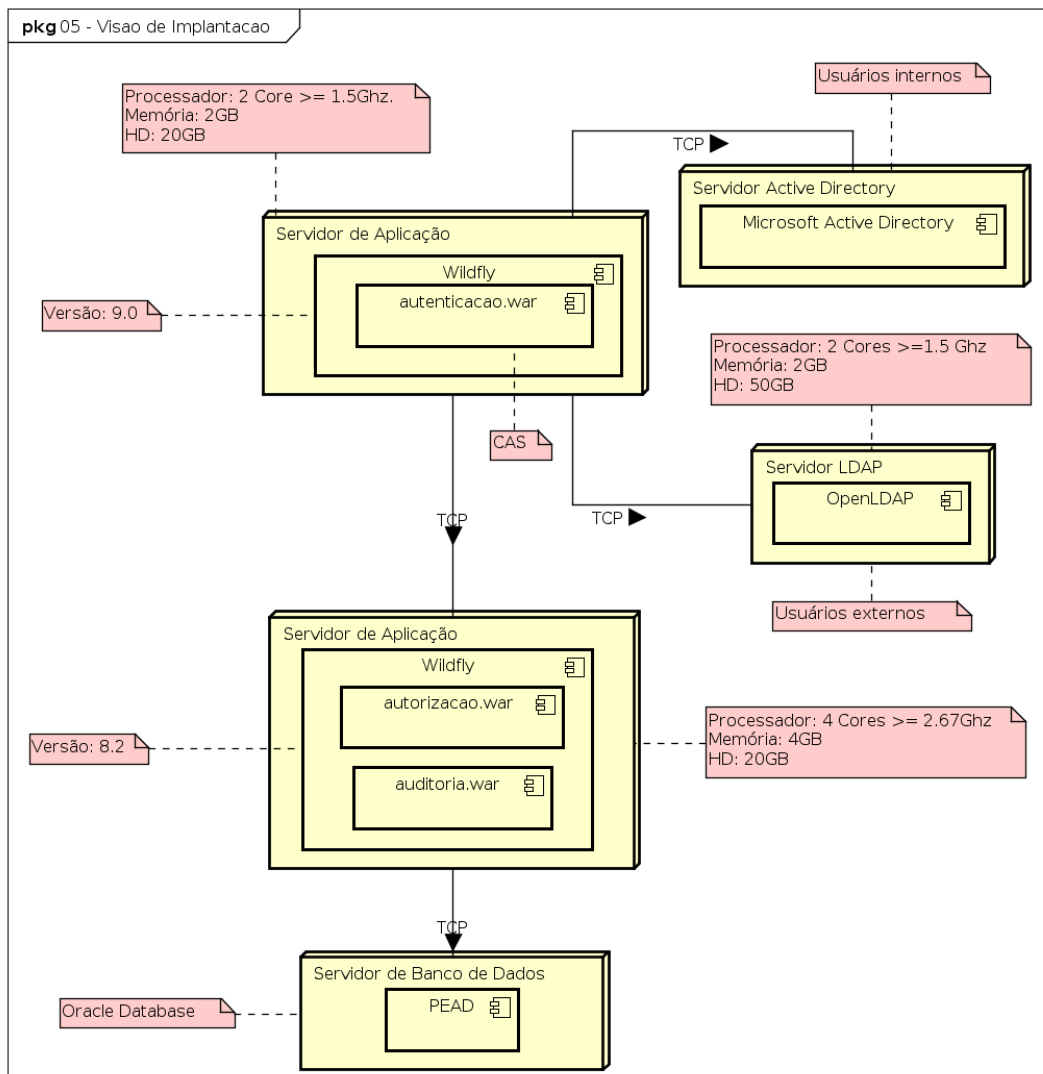 pkg 05 - Visao de Implantacao
Usuários internos
Processador: 2 Core >= 1.5Ghz.
Memória: 2GB
HD: 20GB
TCP
Servidor Active Directory
Microsoft Active Directory
Servidor de Aplicação
Wildfly
autenticacao.war
Versão: 9.0
Processador: 2 Cores >=1.5 Ghz
Memória: 2GB
HD: 50GB
CAS
Servidor LDAP
OpenLDAP
TCP
TCP
Usuários externos
Servidor de Aplicação
Wildfly
autorizacao.war
Processador: 4 Cores >= 2.67Ghz
Memória: 4GB
HD: 20GB
Versão: 8.2
auditoria.war
TCP
Servidor de Banco de Dados
PEAD
Oracle Database